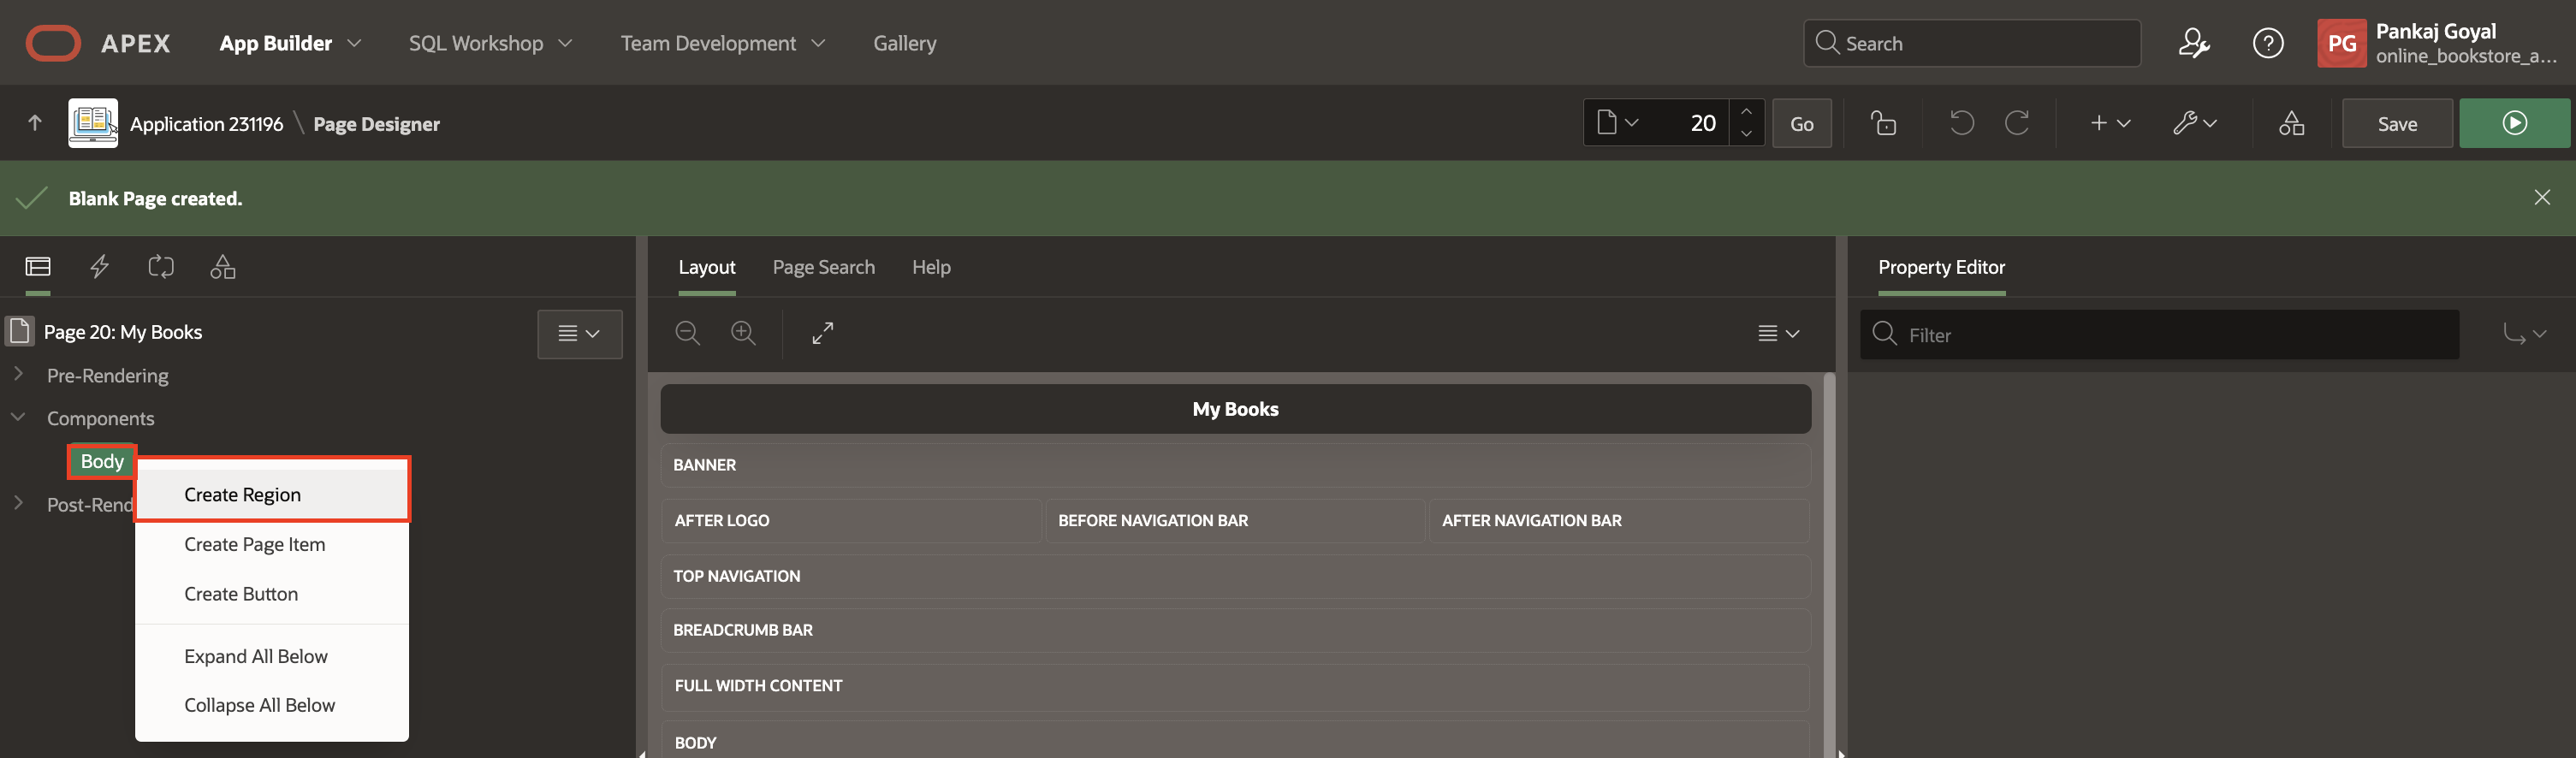 APEX App Builder SQL Workshop Team Development Gallery Search PG Pankaj Goyal
online_bookstore_a...
Application 231196 \ Page Designer 20 Go Save
Blank Page created.
Layout Page Search Help Property Editor
Page 20: My Books
Filter
Pre-Rendering
Components
Body
Post-Rend
Create Region
Create Page Item
Create Button
Expand All Below
Collapse All Below
My Books
BANNER
AFTER LOGO BEFORE NAVIGATION BAR AFTER NAVIGATION BAR
TOP NAVIGATION
BREADCRUMB BAR
FULL WIDTH CONTENT
BODY